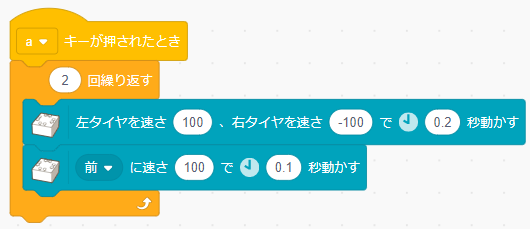 a キーが押されたとき
2 回繰り返す
左タイヤを速さ 100 、右タイヤを速さ -100 で 0.2 秒動かす
前 に速さ 100 で 0.1 秒動かす